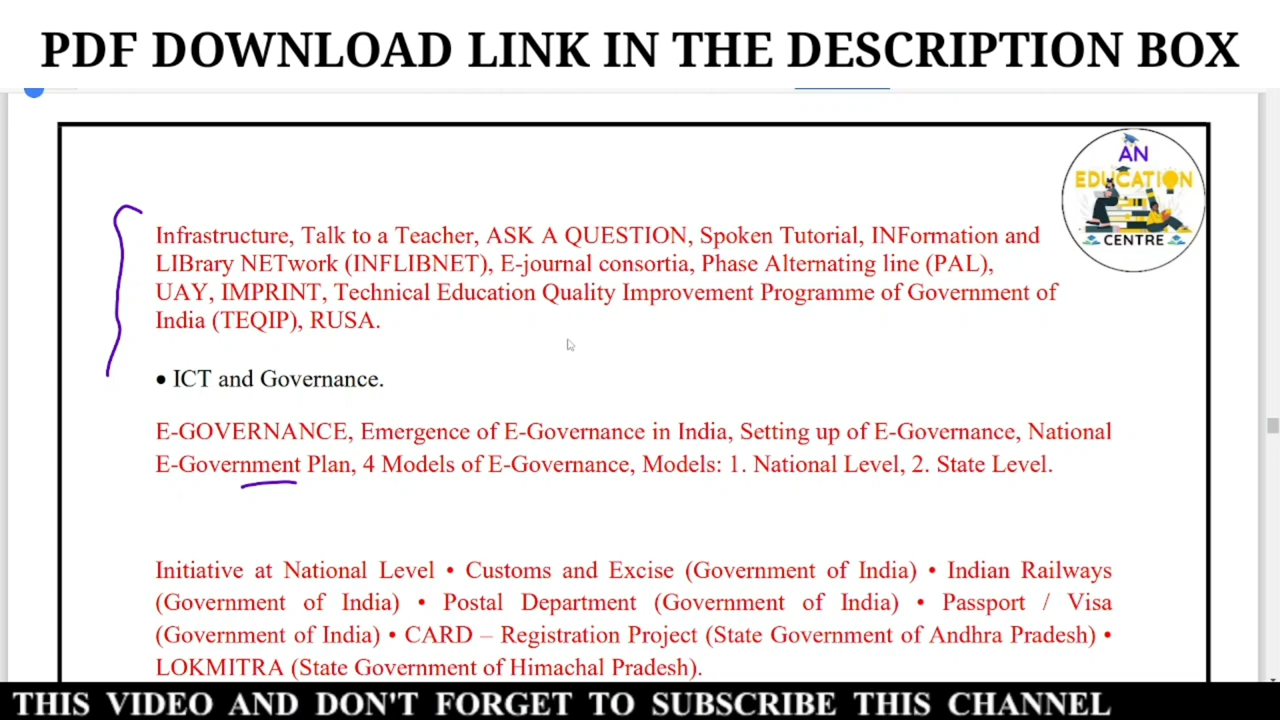 PDF DOWNLOAD LINK IN THE DESCRIPTION BOX
AN
EDUCATION
CENTRE
Infrastructure, Talk to a Teacher, ASK A QUESTION, Spoken Tutorial, INFormation and
LIBrary NETwork (INFLIBNET), E-journal consortia, Phase Alternating line (PAL),
UAY, IMPRINT, Technical Education Quality Improvement Programme of Government of
India (TEQIP), RUSA.
• ICT and Governance.
E-GOVERNANCE, Emergence of E-Governance in India, Setting up of E-Governance, National
E-Government Plan, 4 Models of E-Governance, Models: 1. National Level, 2. State Level.
Initiative at National Level • Customs and Excise (Government of India) • Indian Railways
(Government of India) • Postal Department (Government of India) • Passport / Visa
(Government of India) • CARD – Registration Project (State Government of Andhra Pradesh) •
LOKMITRA (State Government of Himachal Pradesh).
THIS VIDEO AND DON'T FORGET TO SUBSCRIBE THIS CHANNEL